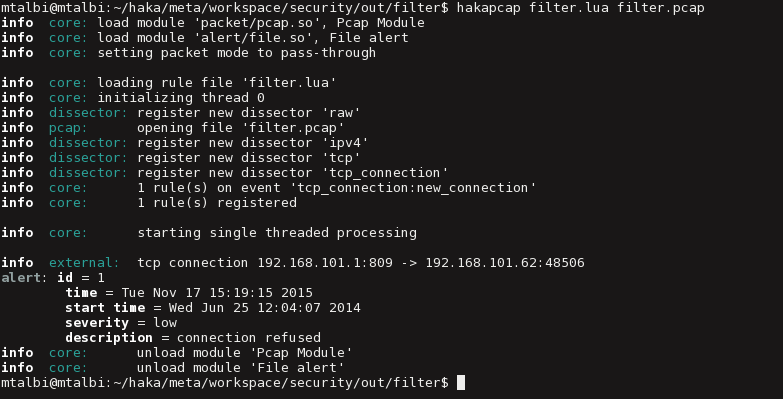 mtalbi@mtalbi:~/haka/meta/workspace/security/out/filter$ hakapcap filter.lua filter.pcap
info  core: load module 'packet/pcap.so', Pcap Module
info  core: load module 'alert/file.so', File alert
info  core: setting packet mode to pass-through
info  core: loading rule file 'filter.lua'
info  core: initializing thread 0
info  dissector: register new dissector 'raw'
info  pcap:      opening file 'filter.pcap'
info  dissector: register new dissector 'ipv4'
info  dissector: register new dissector 'tcp'
info  dissector: register new dissector 'tcp_connection'
info  core:      1 rule(s) on event 'tcp_connection:new_connection'
info  core:      1 rule(s) registered
info  core:      starting single threaded processing
info  external:  tcp connection 192.168.101.1:809 -> 192.168.101.62:48506
alert: id = 1
        time = Tue Nov 17 15:19:15 2015
        start time = Wed Jun 25 12:04:07 2014
        severity = low
        description = connection refused
info  core:      unload module 'Pcap Module'
info  core:      unload module 'File alert'
mtalbi@mtalbi:~/haka/meta/workspace/security/out/filter$